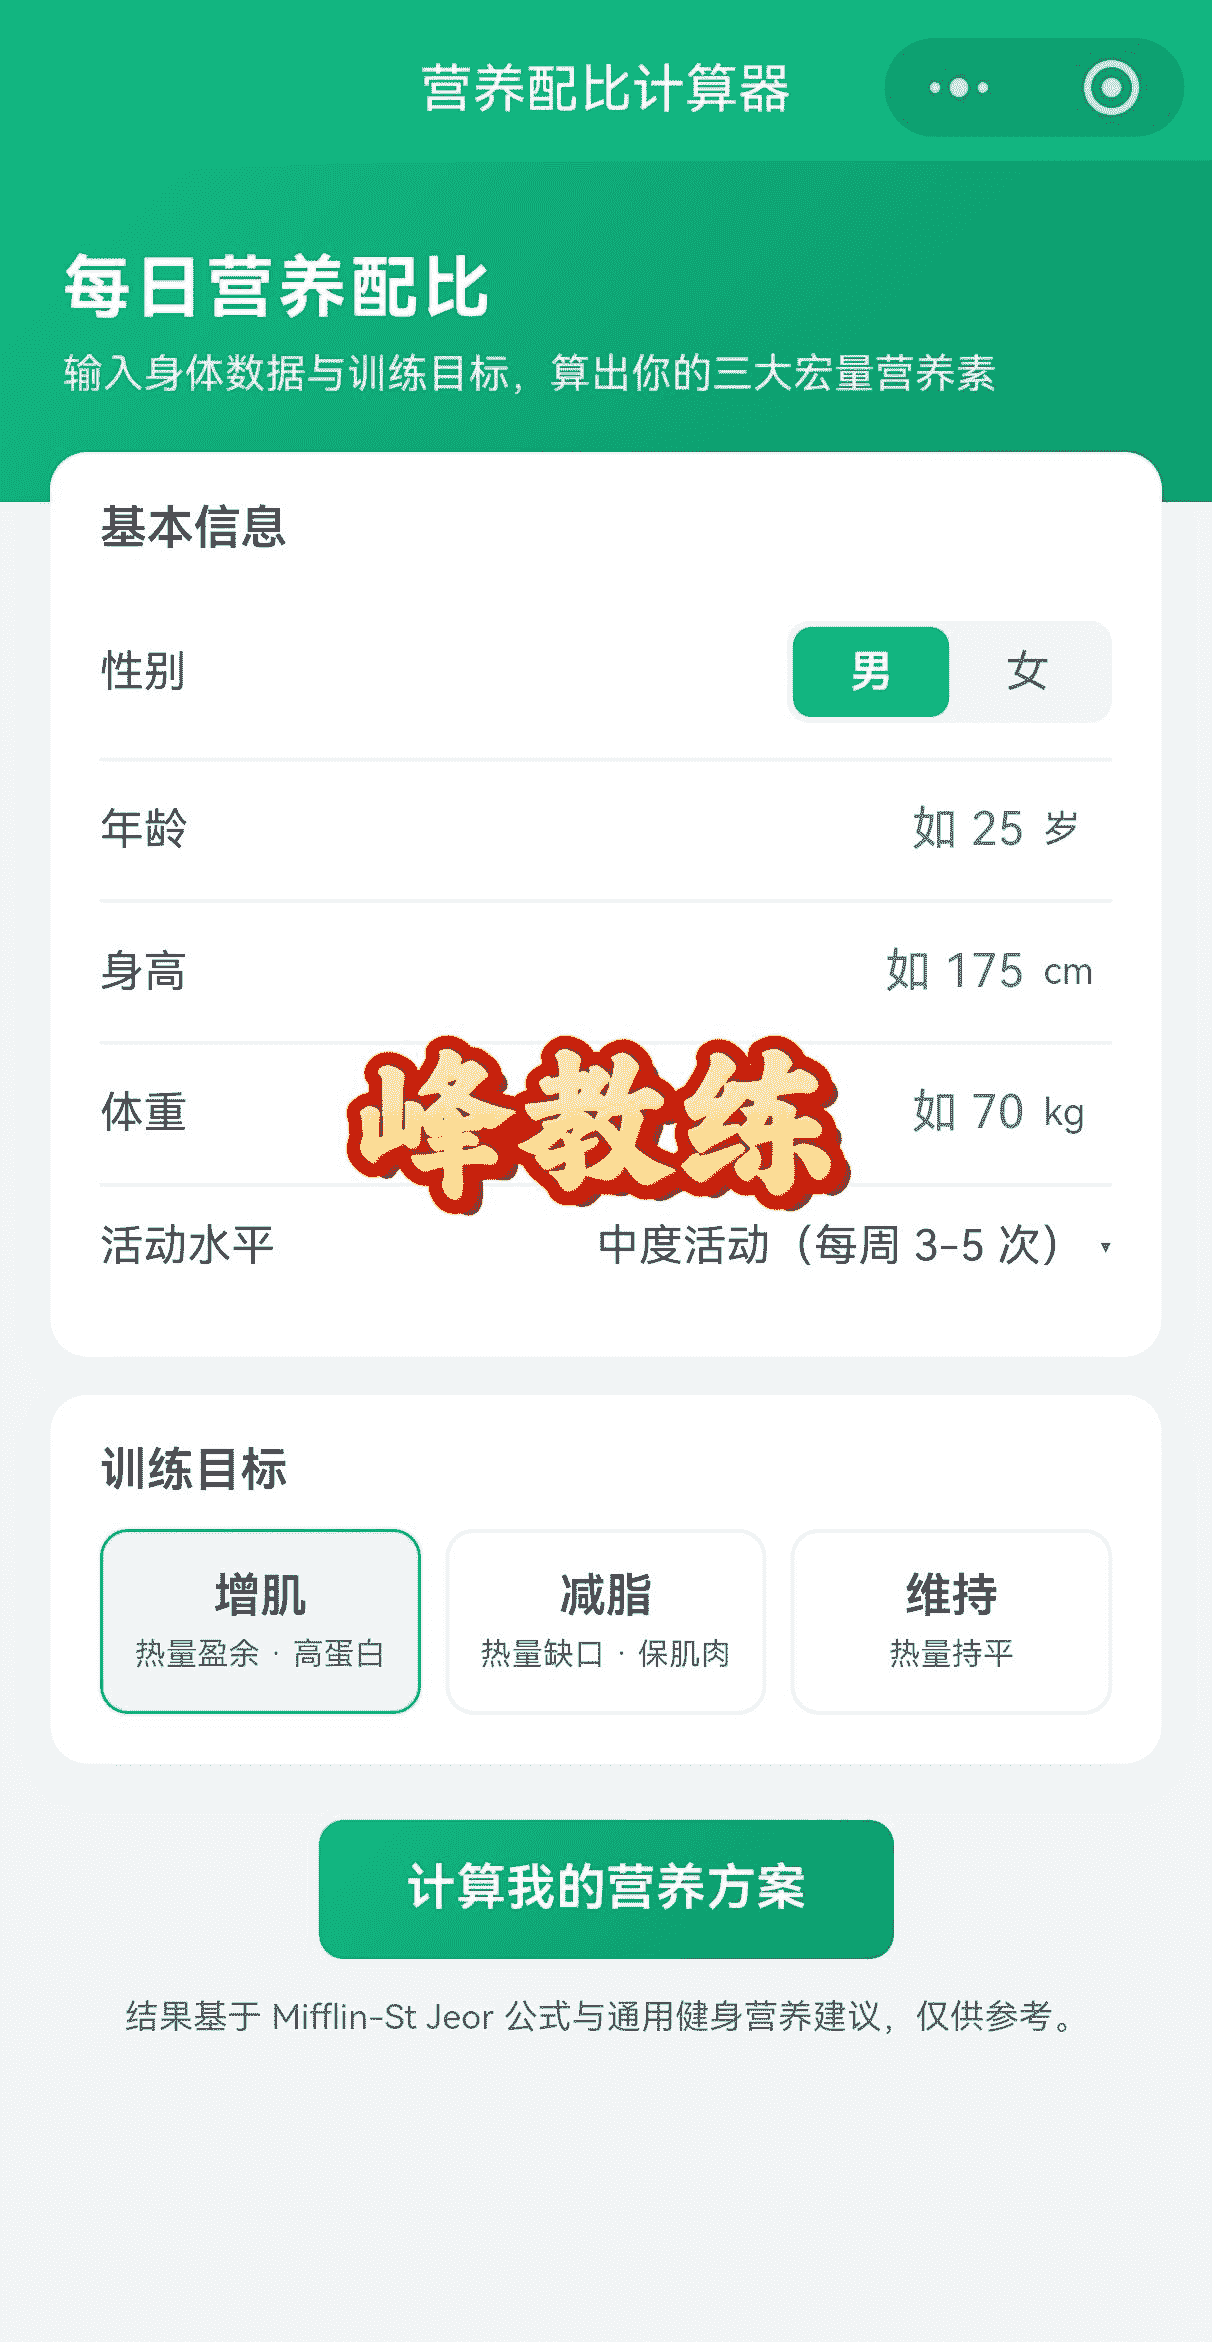 营养配比计算器
每日营养配比
输入身体数据与训练目标，算出你的三大宏量营养素
基本信息
性别 男 女
年龄 如 25 岁
身高 如 175 cm
体重 如 70 kg
峰教练
活动水平 中度活动（每周 3-5 次）
训练目标
增肌 减脂 维持
热量盈余 · 高蛋白 热量缺口 · 保肌肉 热量持平
计算我的营养方案
结果基于 Mifflin-St Jeor 公式与通用健身营养建议，仅供参考。